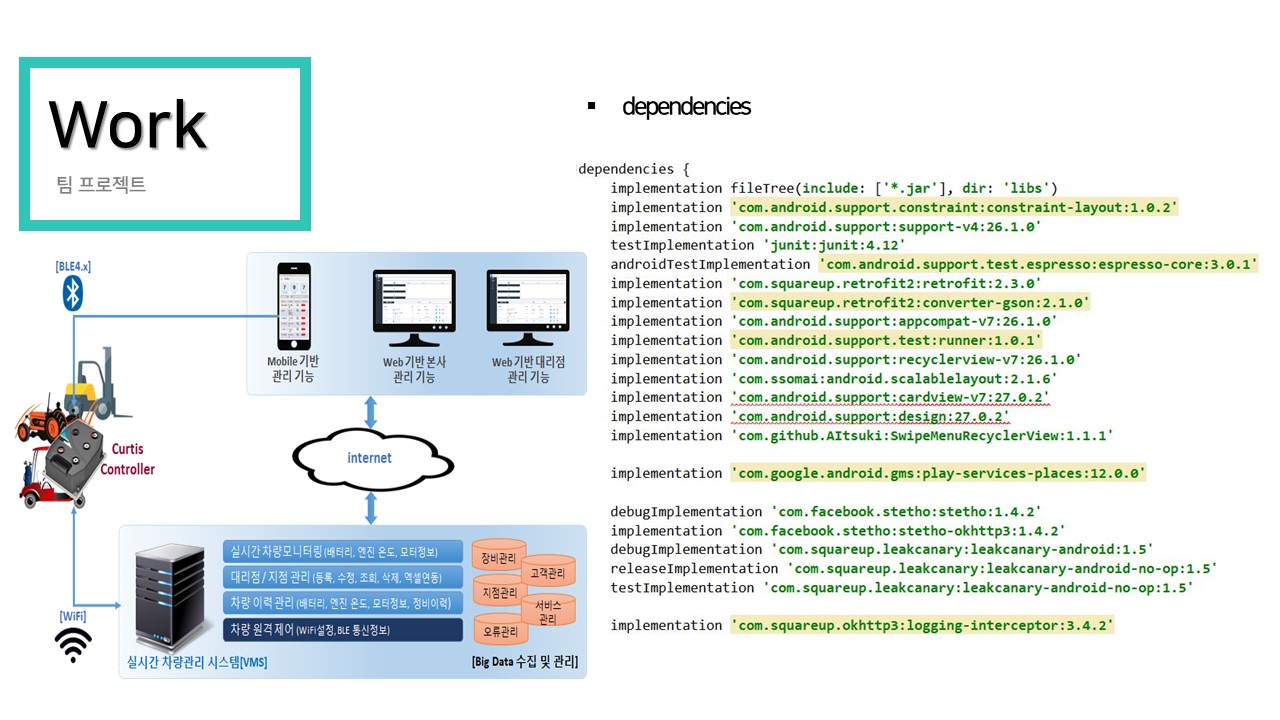 Work
팀 프로젝트
[BLE4.x]
Mobile 기반
관리 기능
Web 기반 본사
관리 기능
Web 기반 대리점
관리 기능
Curtis
Controller
internet
[WiFi]
실시간 차량모니터링 (배터리, 엔진 온도, 모터정보)
대리점 / 지점 관리 (등록, 수정, 조회, 삭제, 엑셀연동)
차량 이력 관리 (배터리, 엔진 온도, 모터정보, 정비이력)
차량 원격 제어 (WiFi설정, BLE 통신정보)
장비관리
고객관리
지점관리
서비스
관리
오류관리
실시간 차량관리 시스템[VMS]
[Big Data 수집 및 관리]
▪ dependencies
dependencies {
implementation fileTree(include: ['*.jar'], dir: 'libs')
implementation 'com.android.support.constraint:constraint-layout:1.0.2'
implementation 'com.android.support:support-v4:26.1.0'
testImplementation 'junit:junit:4.12'
androidTestImplementation 'com.android.support.test.espresso:espresso-core:3.0.1'
implementation 'com.squareup.retrofit2:retrofit:2.3.0'
implementation 'com.squareup.retrofit2:converter-gson:2.1.0'
implementation 'com.android.support:appcompat-v7:26.1.0'
implementation 'com.android.support.test:runner:1.0.1'
implementation 'com.android.support:recyclerview-v7:26.1.0'
implementation 'com.ssomai:android.scalablelayout:2.1.6'
implementation 'com.android.support:cardview-v7:27.0.2'
implementation 'com.android.support:design:27.0.2'
implementation 'com.github.AItsuki:SwipeMenuRecyclerView:1.1.1'
implementation 'com.google.android.gms:play-services-places:12.0.0'
debugImplementation 'com.facebook.stetho:stetho:1.4.2'
implementation 'com.facebook.stetho:stetho-okhttp3:1.4.2'
debugImplementation 'com.squareup.leakcanary:leakcanary-android:1.5'
releaseImplementation 'com.squareup.leakcanary:leakcanary-android-no-op:1.5'
testImplementation 'com.squareup.leakcanary:leakcanary-android-no-op:1.5'
implementation 'com.squareup.okhttp3:logging-interceptor:3.4.2'